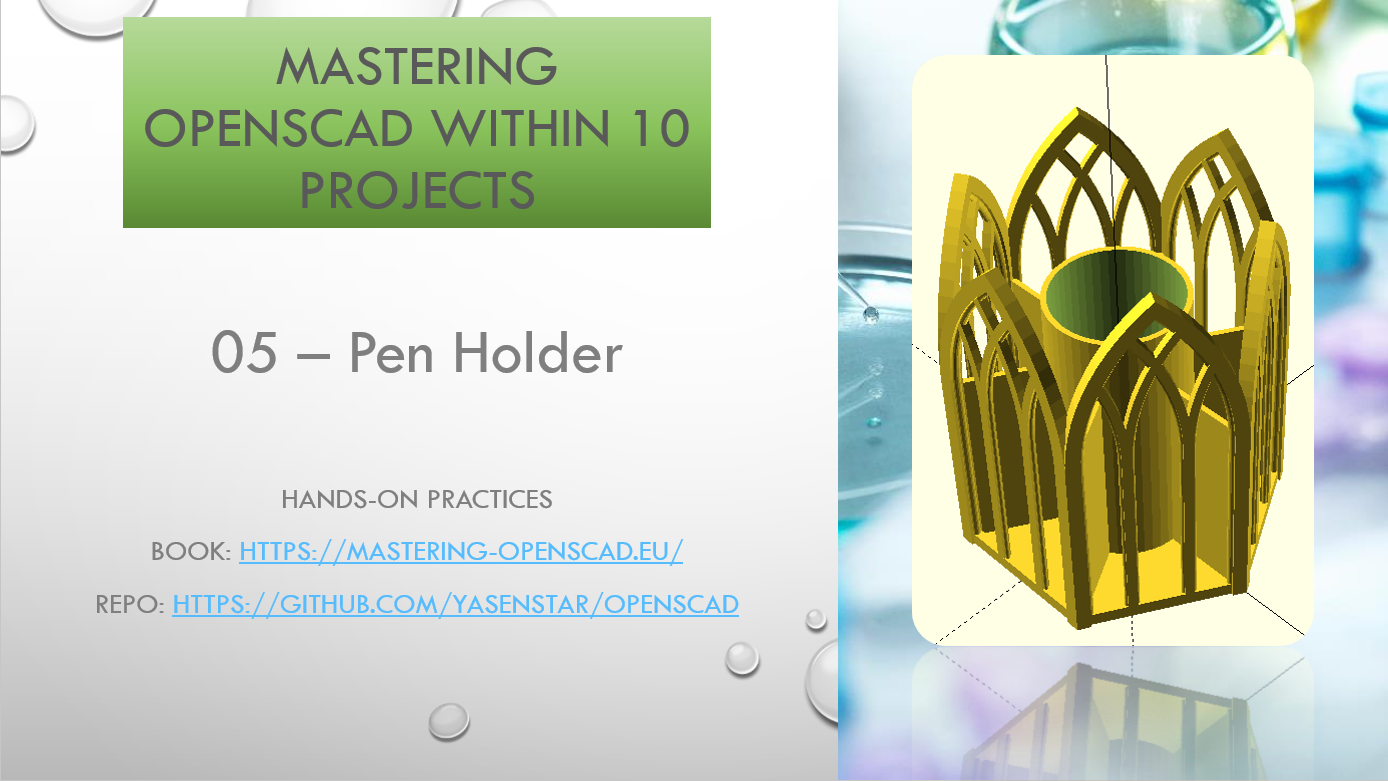 MASTERING
OPENSCAD WITHIN 10
PROJECTS
05 – Pen Holder
HANDS-ON PRACTICES
BOOK: HTTPS://MASTERING-OPENSCAD.EU/
REPO: HTTPS://GITHUB.COM/YASENSTAR/OPENSCAD